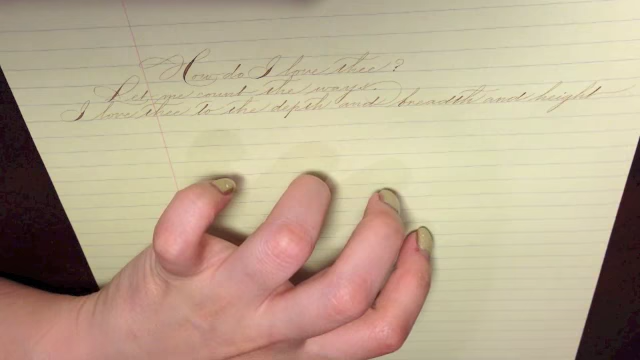 How do I love thee?
Let me count the ways.
I love thee to the depth and breadth and height